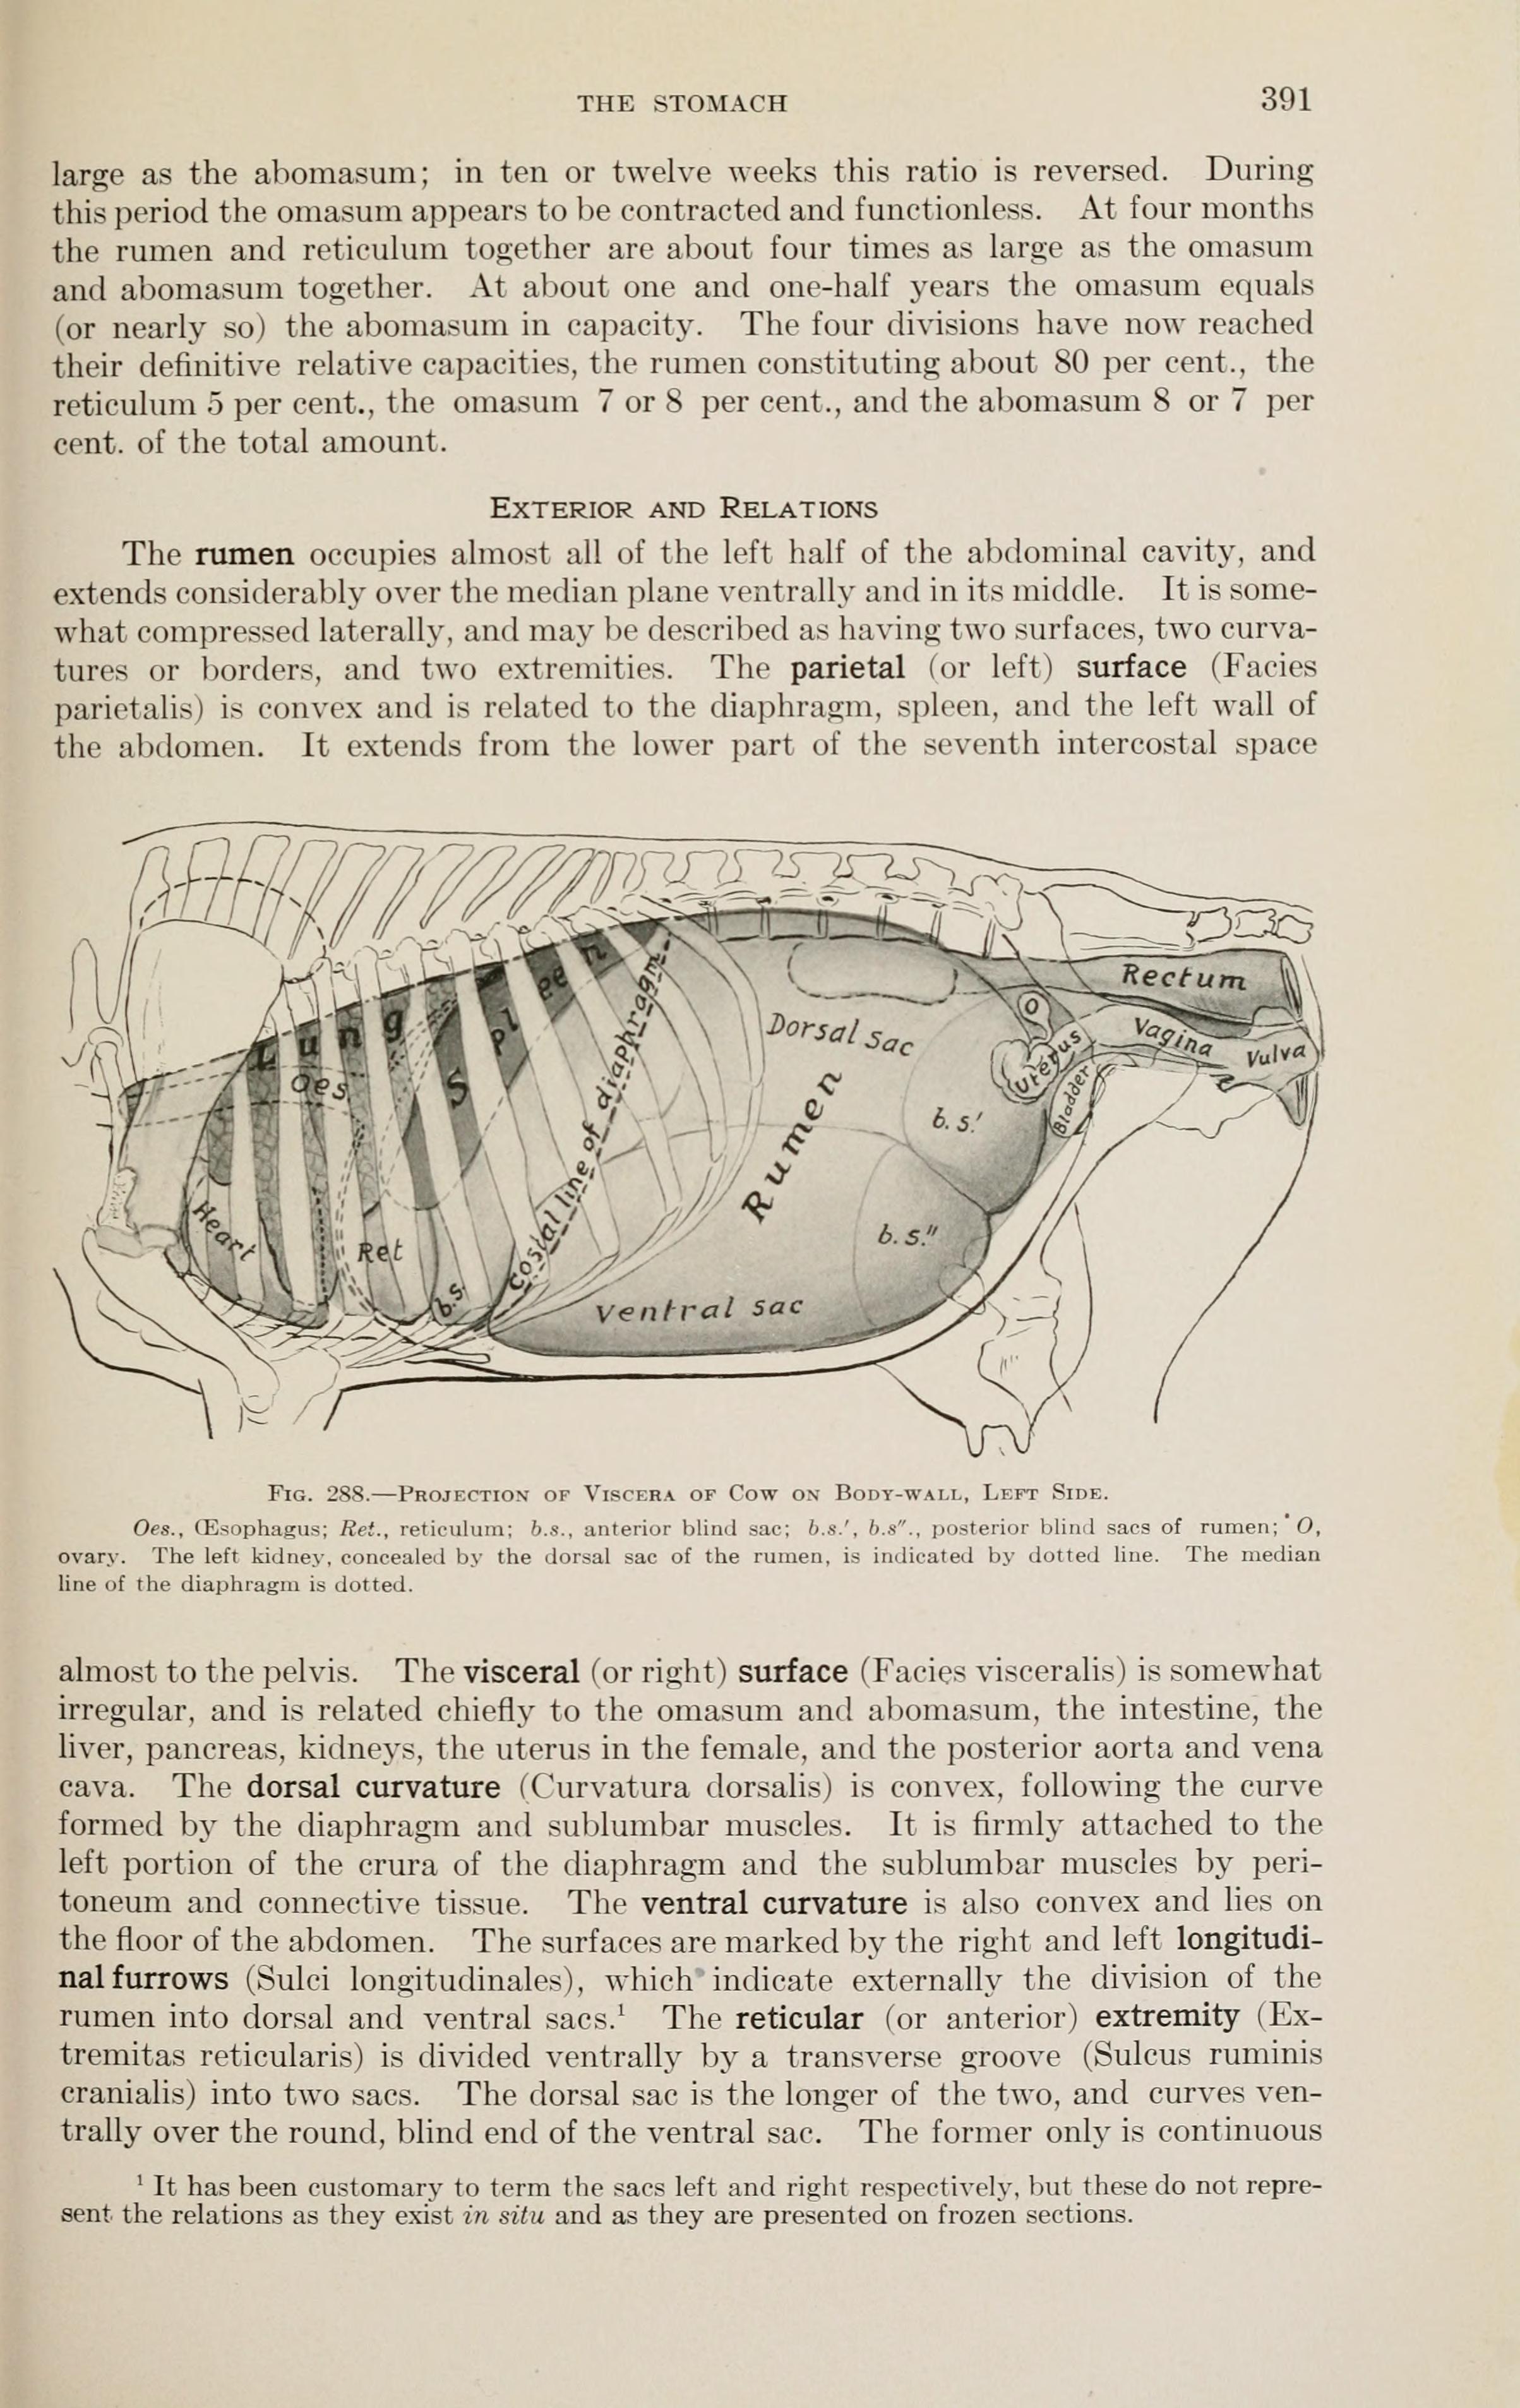 THE STOMACH 391
large as the abomasum; in ten or twelve weeks this ratio is reversed. During
this period the omasum appears to be contracted and functionless. At four months
the rumen and reticulum together are about four times as large as the omasum
and abomasum together. At about one and one-half years the omasum equals
(or nearly so) the abomasum in capacity. The four divisions have now reached
their definitive relative capacities, the rumen constituting about 80 per cent., the
reticulum 5 per cent., the omasum 7 or 8 per cent., and the abomasum 8 or 7 per
cent. of the total amount.
EXTERIOR AND RELATIONS
The rumen occupies almost all of the left half of the abdominal cavity, and
extends considerably over the median plane ventrally and in its middle. It is some-
what compressed laterally, and may be described as having two surfaces, two curva-
tures or borders, and two extremities. The parietal (or left) surface (Facies
parietalis) is convex and is related to the diaphragm, spleen, and the left wall of
the abdomen. It extends from the lower part of the seventh intercostal space
Rectum
Dorsal sac
O
Vagina
Vulva
Uterus
Bladder
Lung
Oes
Spleen
costal line of diaphragm
Rumen
b. s.'
b. s."
Heart
Ret
b.s.
ventral sac
FIG. 288.—PROJECTION OF VISCERA OF COW ON BODY-WALL, LEFT SIDE.
Oes., Œsophagus; Ret., reticulum; b.s., anterior blind sac; b.s.', b.s"., posterior blind sacs of rumen; O,
ovary. The left kidney, concealed by the dorsal sac of the rumen, is indicated by dotted line. The median
line of the diaphragm is dotted.
almost to the pelvis. The visceral (or right) surface (Facies visceralis) is somewhat
irregular, and is related chiefly to the omasum and abomasum, the intestine, the
liver, pancreas, kidneys, the uterus in the female, and the posterior aorta and vena
cava. The dorsal curvature (Curvatura dorsalis) is convex, following the curve
formed by the diaphragm and sublumbar muscles. It is firmly attached to the
left portion of the crura of the diaphragm and the sublumbar muscles by peri-
toneum and connective tissue. The ventral curvature is also convex and lies on
the floor of the abdomen. The surfaces are marked by the right and left longitudi-
nal furrows (Sulci longitudinales), which indicate externally the division of the
rumen into dorsal and ventral sacs.¹ The reticular (or anterior) extremity (Ex-
tremitas reticularis) is divided ventrally by a transverse groove (Sulcus ruminis
cranialis) into two sacs. The dorsal sac is the longer of the two, and curves ven-
trally over the round, blind end of the ventral sac. The former only is continuous
¹ It has been customary to term the sacs left and right respectively, but these do not repre-
sent the relations as they exist in situ and as they are presented on frozen sections.